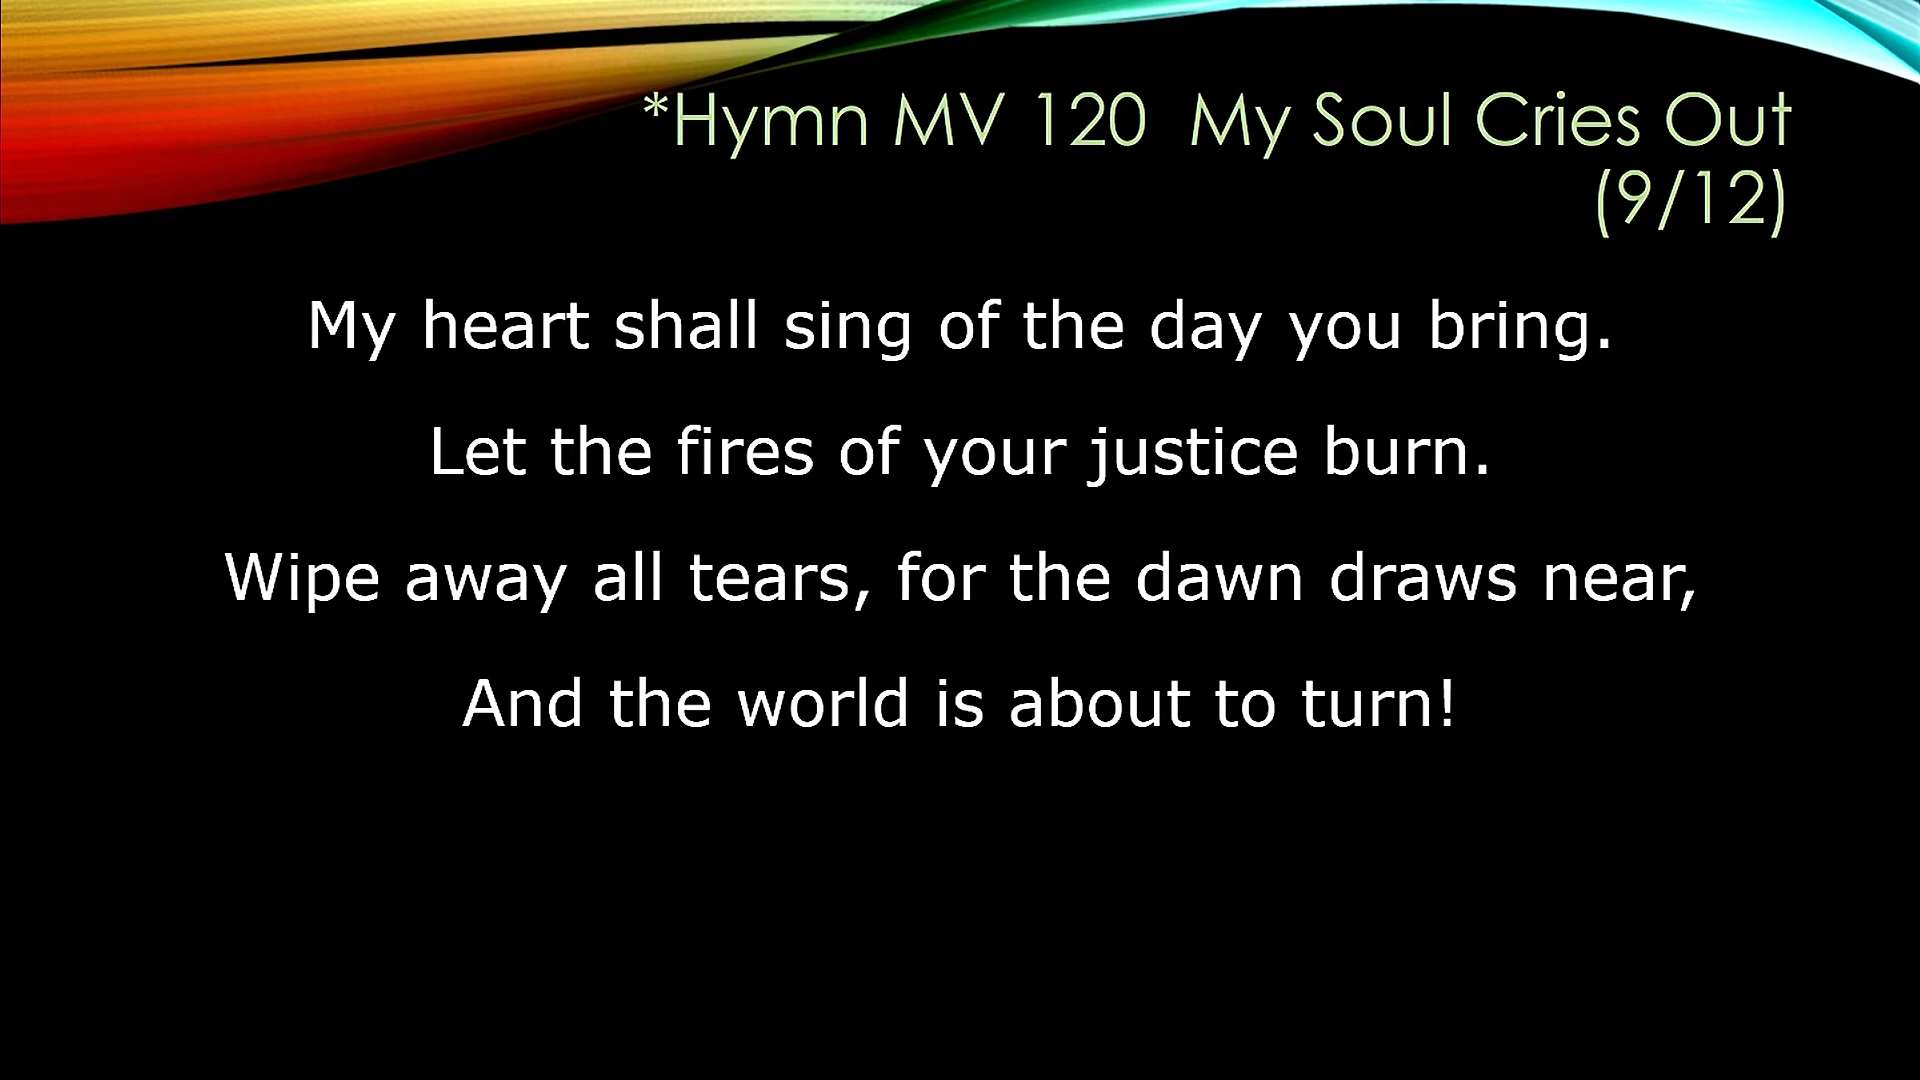 *Hymn MV 120  My Soul Cries Out
(9/12)
My heart shall sing of the day you bring.
Let the fires of your justice burn.
Wipe away all tears, for the dawn draws near,
And the world is about to turn!